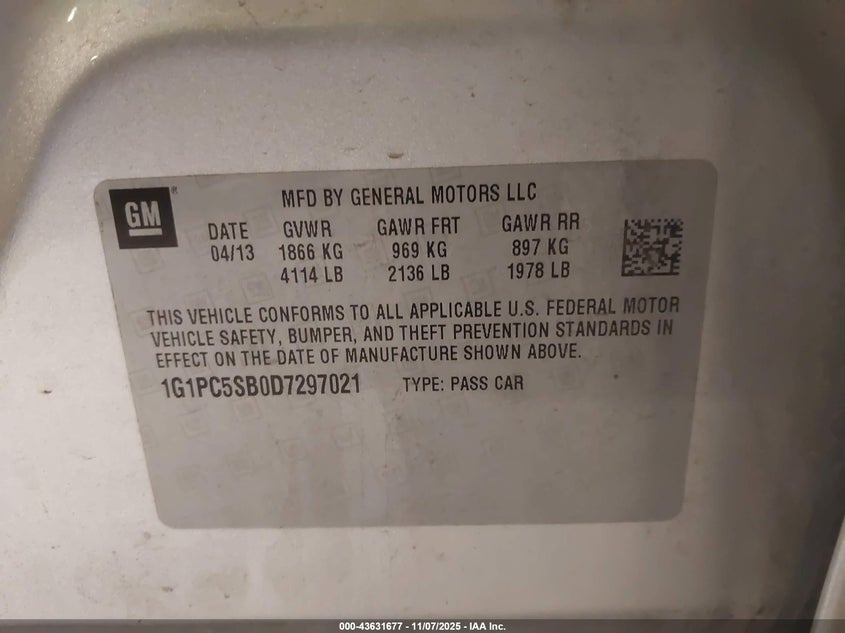 GM ®
MFD BY GENERAL MOTORS LLC
DATE GVWR GAWR FRT GAWR RR
04/13 1866 KG 969 KG 897 KG
4114 LB 2136 LB 1978 LB
THIS VEHICLE CONFORMS TO ALL APPLICABLE U.S. FEDERAL MOTOR
VEHICLE SAFETY, BUMPER, AND THEFT PREVENTION STANDARDS IN
EFFECT ON THE DATE OF MANUFACTURE SHOWN ABOVE.
1G1PC5SB0D7297021 TYPE: PASS CAR
000-43631677 - 11/07/2025 - IAA Inc.